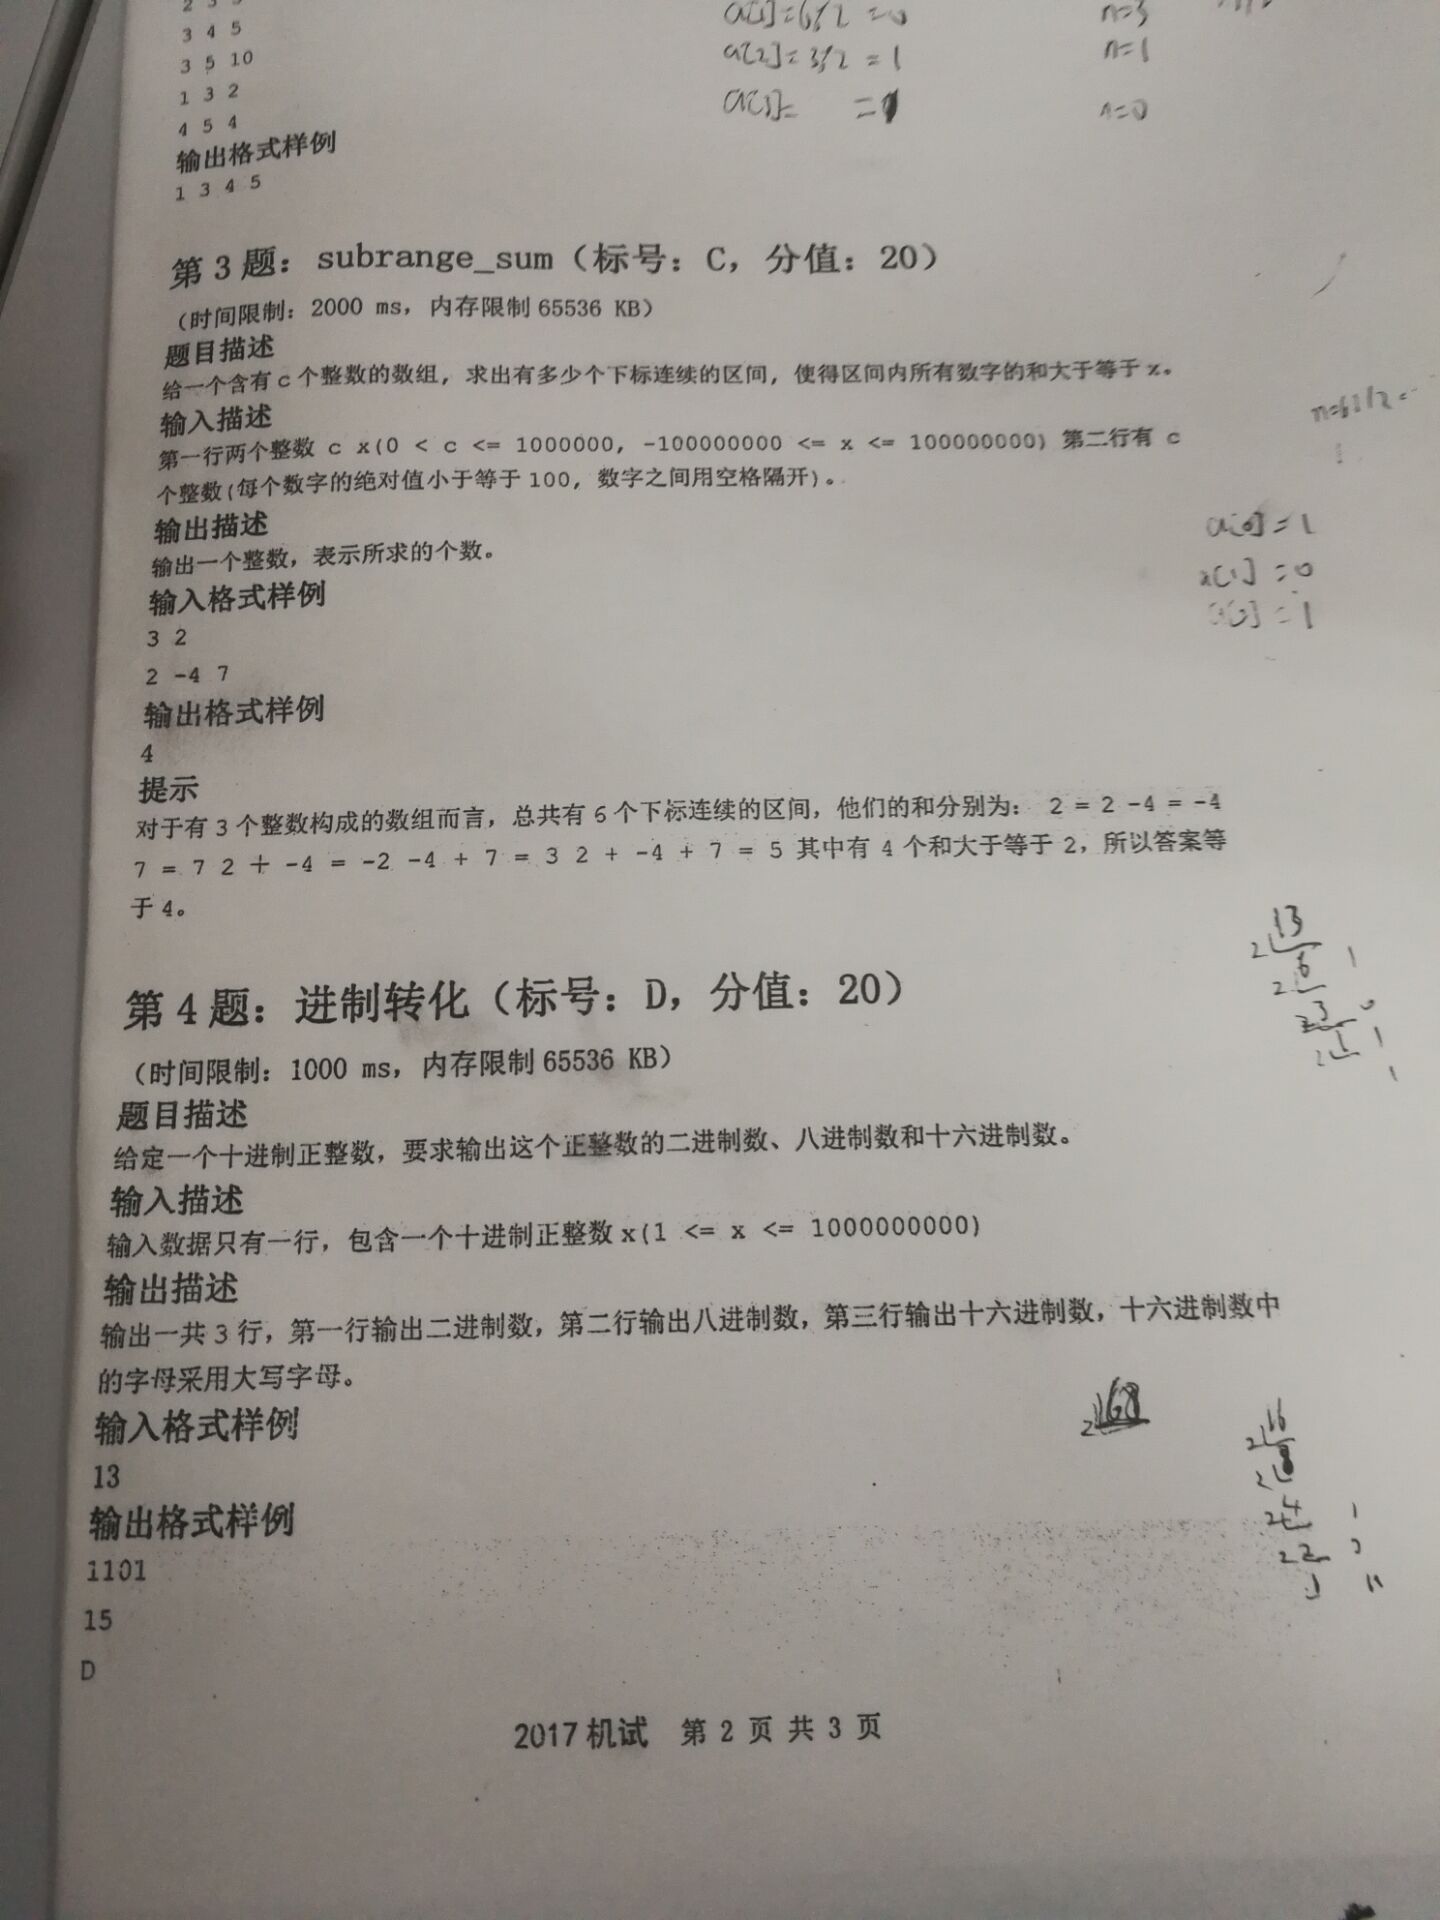 3 4 5
3 5 10
1 3 2
4 5 4
输出格式样例
1 3 4 5
a[1]=6/2 =0 n=3
a[2]=3/2 =1 n=1
a[3]= =1 n=0
第3题：subrange_sum（标号：C，分值：20）
（时间限制：2000 ms，内存限制 65536 KB）
题目描述
给一个含有 c 个整数的数组，求出有多少个下标连续的区间，使得区间内所有数字的和大于等于 x。
输入描述
第一行两个整数 c x(0 < c <= 1000000, -100000000 <= x <= 100000000) 第二行有 c
个整数(每个数字的绝对值小于等于 100, 数字之间用空格隔开)。
输出描述
输出一个整数，表示所求的个数。
输入格式样例
3 2
2 -4 7
输出格式样例
4
提示
对于有 3 个整数构成的数组而言，总共有 6 个下标连续的区间，他们的和分别为： 2 = 2 -4 = -4
7 = 7 2 + -4 = -2 -4 + 7 = 3 2 + -4 + 7 = 5 其中有 4 个和大于等于 2，所以答案等
于 4。
a[0]=1
a[1]=0
a[2]=1
第4题：进制转化（标号：D，分值：20）
（时间限制：1000 ms，内存限制 65536 KB）
题目描述
给定一个十进制正整数，要求输出这个正整数的二进制数、八进制数和十六进制数。
输入描述
输入数据只有一行，包含一个十进制正整数 x(1 <= x <= 1000000000)
输出描述
输出一共 3 行，第一行输出二进制数，第二行输出八进制数，第三行输出十六进制数，十六进制数中
的字母采用大写字母。
输入格式样例
13
输出格式样例
1101
15
D
2 13
2 6 1
2 3 0
2 1 1
1
2 16
2 8
2 4
2 2
1
2017 机试 第 2 页 共 3 页